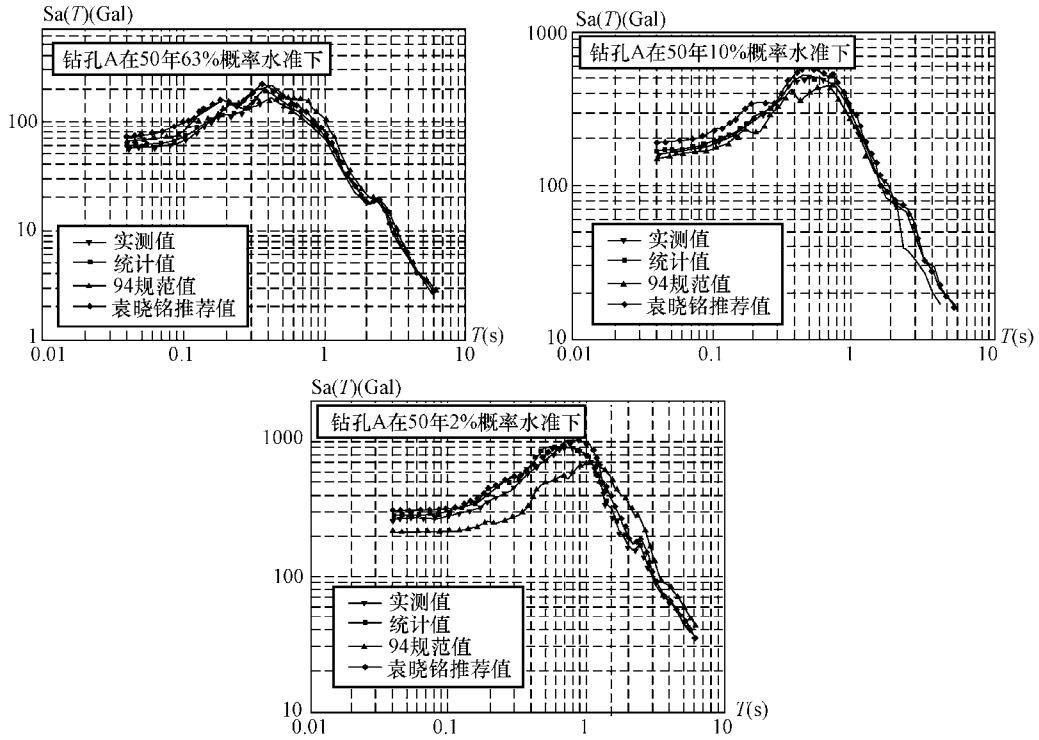 Sa(T)(Gal)
钻孔A在50年63%概率水准下
100
10
1
实测值
统计值
94规范值
袁晓铭推荐值
T(s)
0.01
0.1
1
10
Sa(T)(Gal)
1000
钻孔A在50年10%概率水准下
100
10
实测值
统计值
94规范值
袁晓铭推荐值
T(s)
0.01
0.1
1
10
Sa(T)(Gal)
钻孔A在50年2%概率水准下
1000
100
10
实测值
统计值
94规范值
袁晓铭推荐值
T(s)
0.01
0.1
1
10